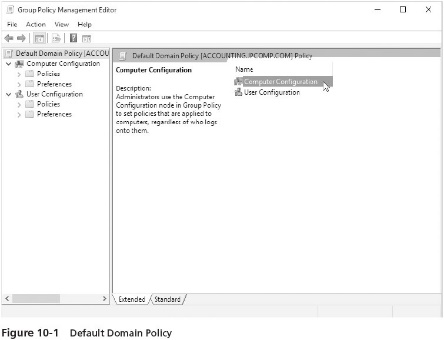 Group Policy Management Editor
File Action View Help
Default Domain Policy [ACCOU
Computer Configuration
Policies
Preferences
User Configuration
Policies
Preferences
Default Domain Policy [ACCOUNTING.JPCOMP.COM] Policy
Computer Configuration
Description:
Administrators use the Computer
Configuration node in Group Policy
to set policies that are applied to
computers, regardless of who logs
onto them.
Name
Computer Configuration
User Configuration
Extended Standard
Figure 10-1 Default Domain Policy